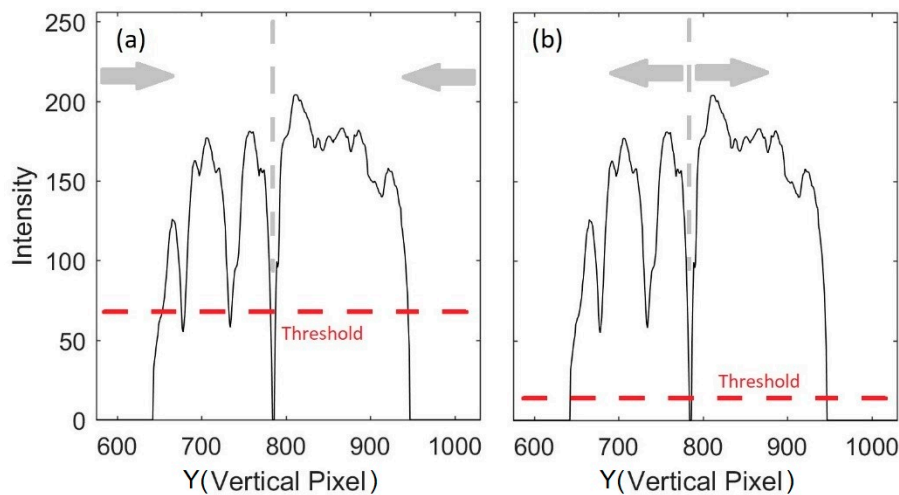 (a)
250
200
150
100
50
0
Intensity
Threshold
600 700 800 900 1000
Y(Vertical Pixel)
(b)
Threshold
600 700 800 900 1000
Y(Vertical Pixel)